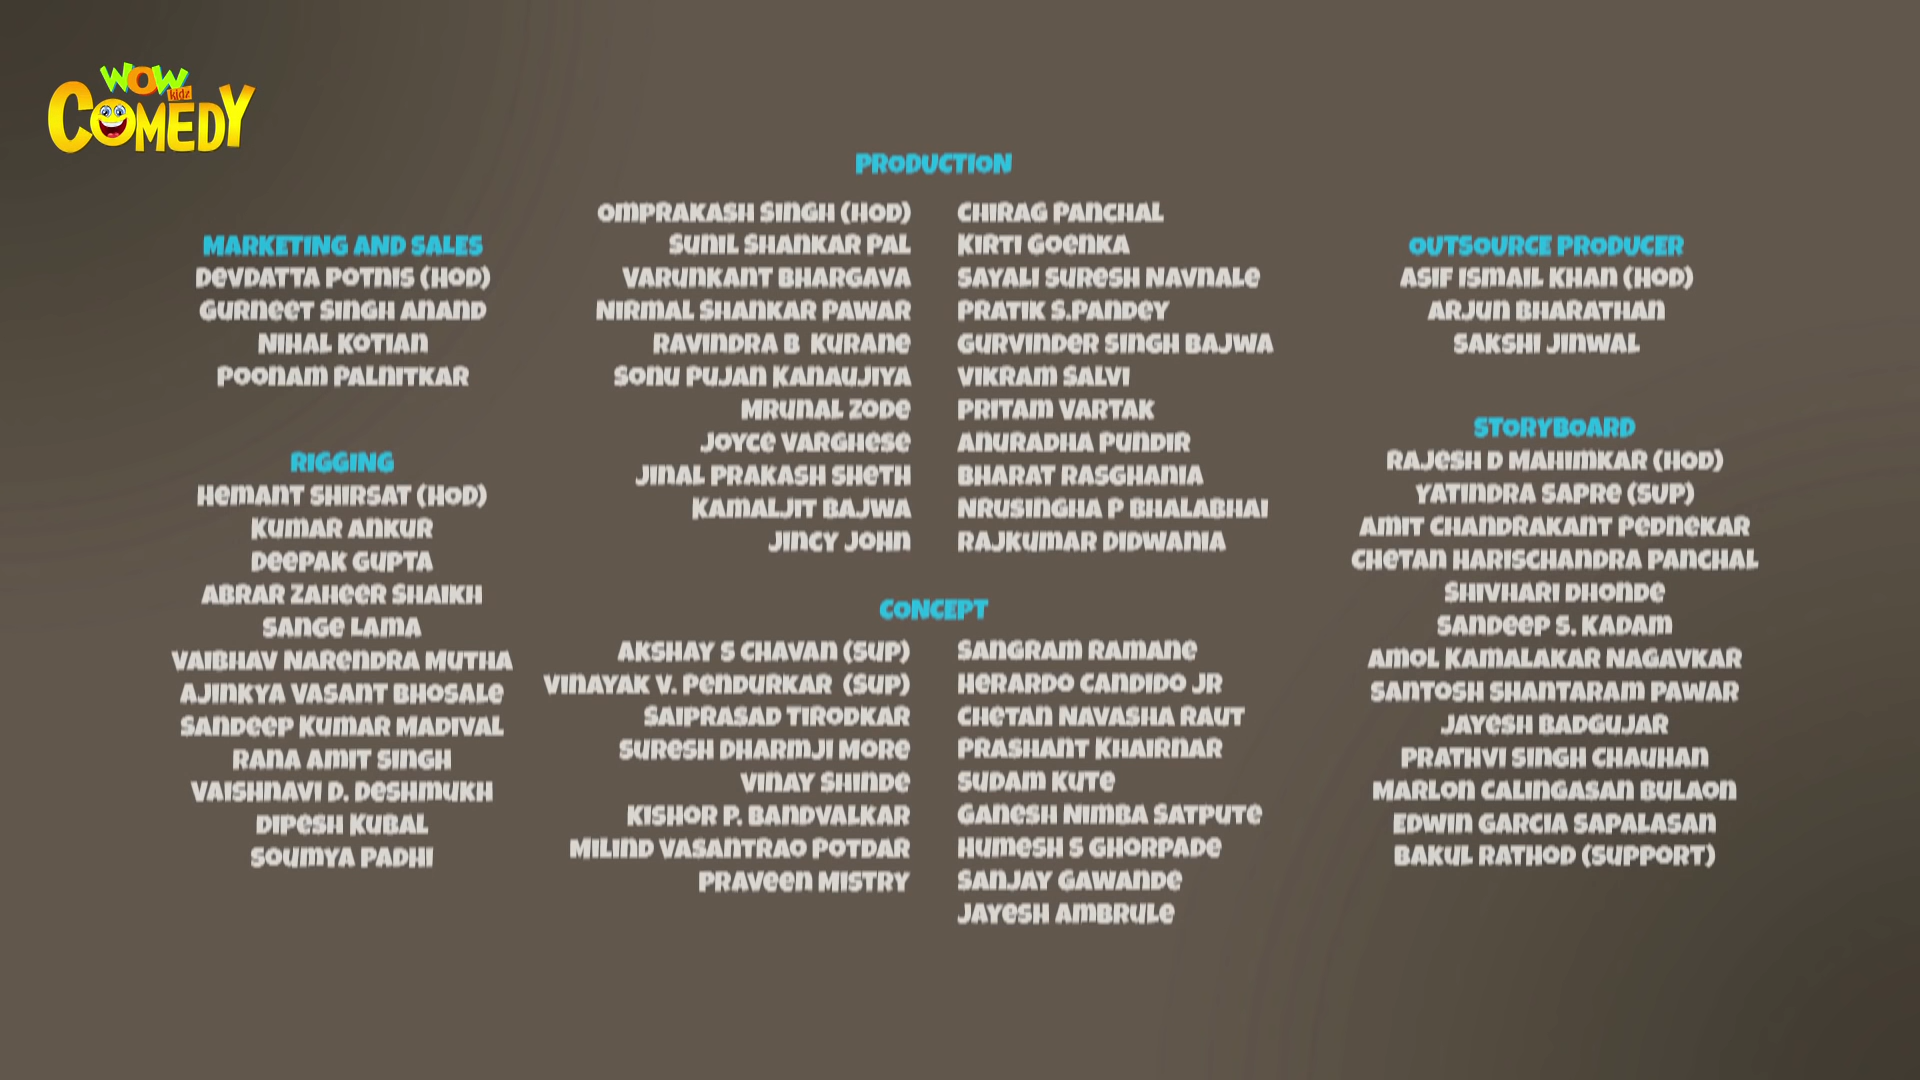 WOW
kidz
COMEDY
MARKETING AND SALES
DEVDATTA POTNIS (HOD)
GURNEET SINGH ANAND
NIHAL KOTIAN
POONAM PALNITKAR
RIGGING
HEMANT SHIRSAT (HOD)
KUMAR ANKUR
DEEPAK GUPTA
ABRAR ZAHEER SHAIKH
SANGE LAMA
VAIBHAV NARENDRA MUTHA
AJINKYA VASANT BHOSALE
SANDEEP KUMAR MADIVAL
RANA AMIT SINGH
VAISHNAVI D. DESHMUKH
DIPESH KUBAL
SOUMYA PADHI
PRODUCTION
OMPRAKASH SINGH (HOD) CHIRAG PANCHAL
SUNIL SHANKAR PAL KIRTI GOENKA
VARUNKANT BHARGAVA SAYALI SURESH NAVNALE
NIRMAL SHANKAR PAWAR PRATIK S.PANDEY
RAVINDRA B KURANE GURVINDER SINGH BAJWA
SONU PUJAN KANAUJIYA VIKRAM SALVI
MRUNAL ZODE PRITAM VARTAK
JOYCE VARGHESE ANURADHA PUNDIR
JINAL PRAKASH SHETH BHARAT RASGHANIA
KAMALJIT BAJWA NRUSINGHA P BHALABHAI
JINCY JOHN RAJKUMAR DIDWANIA
CONCEPT
AKSHAY S CHAVAN (SUP) SANGRAM RAMANE
VINAYAK V. PENDURKAR (SUP) HERARDO CANDIDO JR
SAIPRASAD TIRODKAR CHETAN NAVASHA RAUT
SURESH DHARMJI MORE PRASHANT KHAIRNAR
VINAY SHINDE SUDAM KUTE
KISHOR P. BANDVALKAR GANESH NIMBA SATPUTE
MILIND VASANTRAO POTDAR HUMESH S GHORPADE
PRAVEEN MISTRY SANJAY GAWANDE
JAYESH AMBRULE
OUTSOURCE PRODUCER
ASIF ISMAIL KHAN (HOD)
ARJUN BHARATHAN
SAKSHI JINWAL
STORYBOARD
RAJESH D MAHIMKAR (HOD)
YATINDRA SAPRE (SUP)
AMIT CHANDRAKANT PEDNEKAR
CHETAN HARISCHANDRA PANCHAL
SHIVHARI DHONDE
SANDEEP S. KADAM
AMOL KAMALAKAR NAGAVKAR
SANTOSH SHANTARAM PAWAR
JAYESH BADGUJAR
PRATHVI SINGH CHAUHAN
MARLON CALINGASAN BULAON
EDWIN GARCIA SAPALASAN
BAKUL RATHOD (SUPPORT)